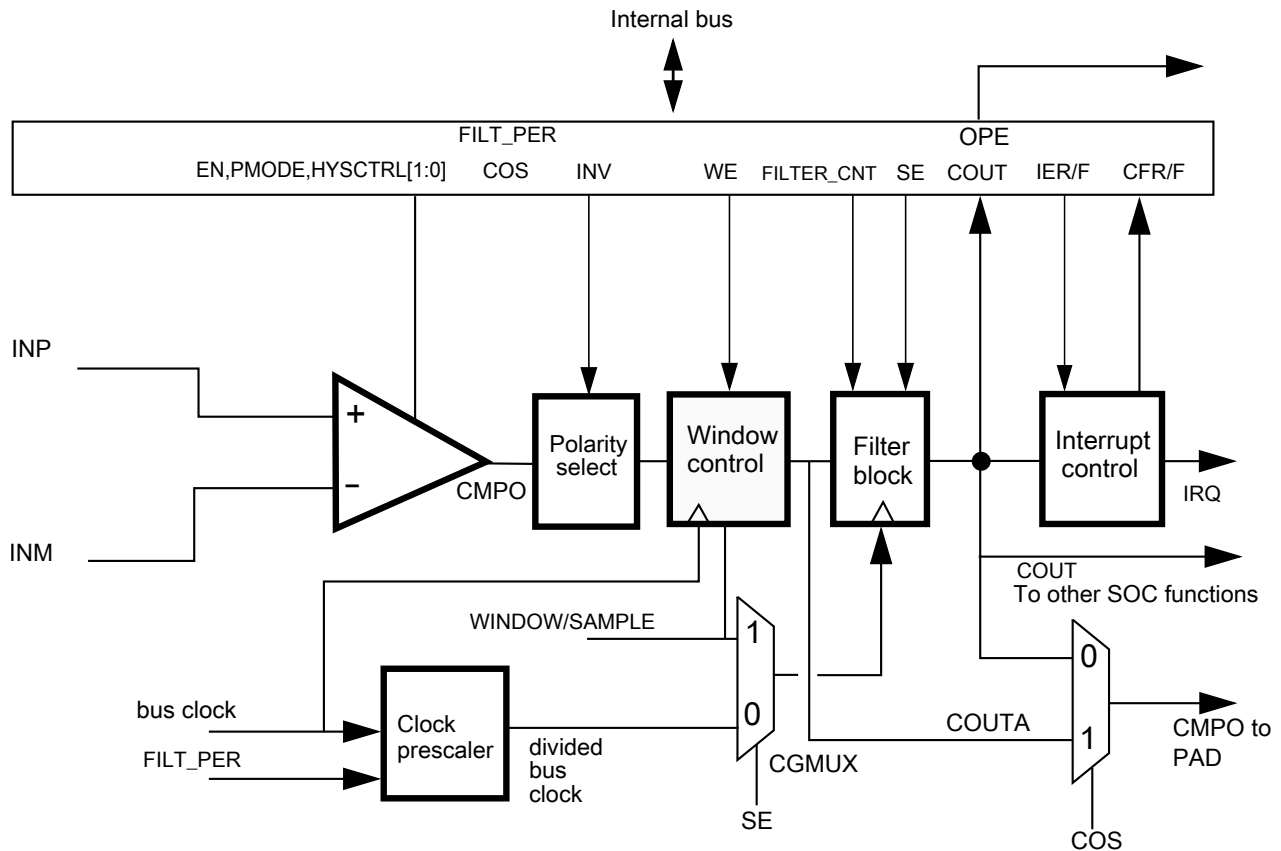 Internal bus
FILT_PER
OPE
EN,PMODE,HYSCTRL[1:0]
COS
INV
WE
FILTER_CNT
SE
COUT
IER/F
CFR/F
INP
+
−
INM
CMPO
Polarity
select
Window
control
Filter
block
Interrupt
control
IRQ
COUT
To other SOC functions
WINDOW/SAMPLE
1
0
CGMUX
SE
bus clock
FILT_PER
Clock
prescaler
divided
bus
clock
COUTA
0
1
COS
CMPO to
PAD